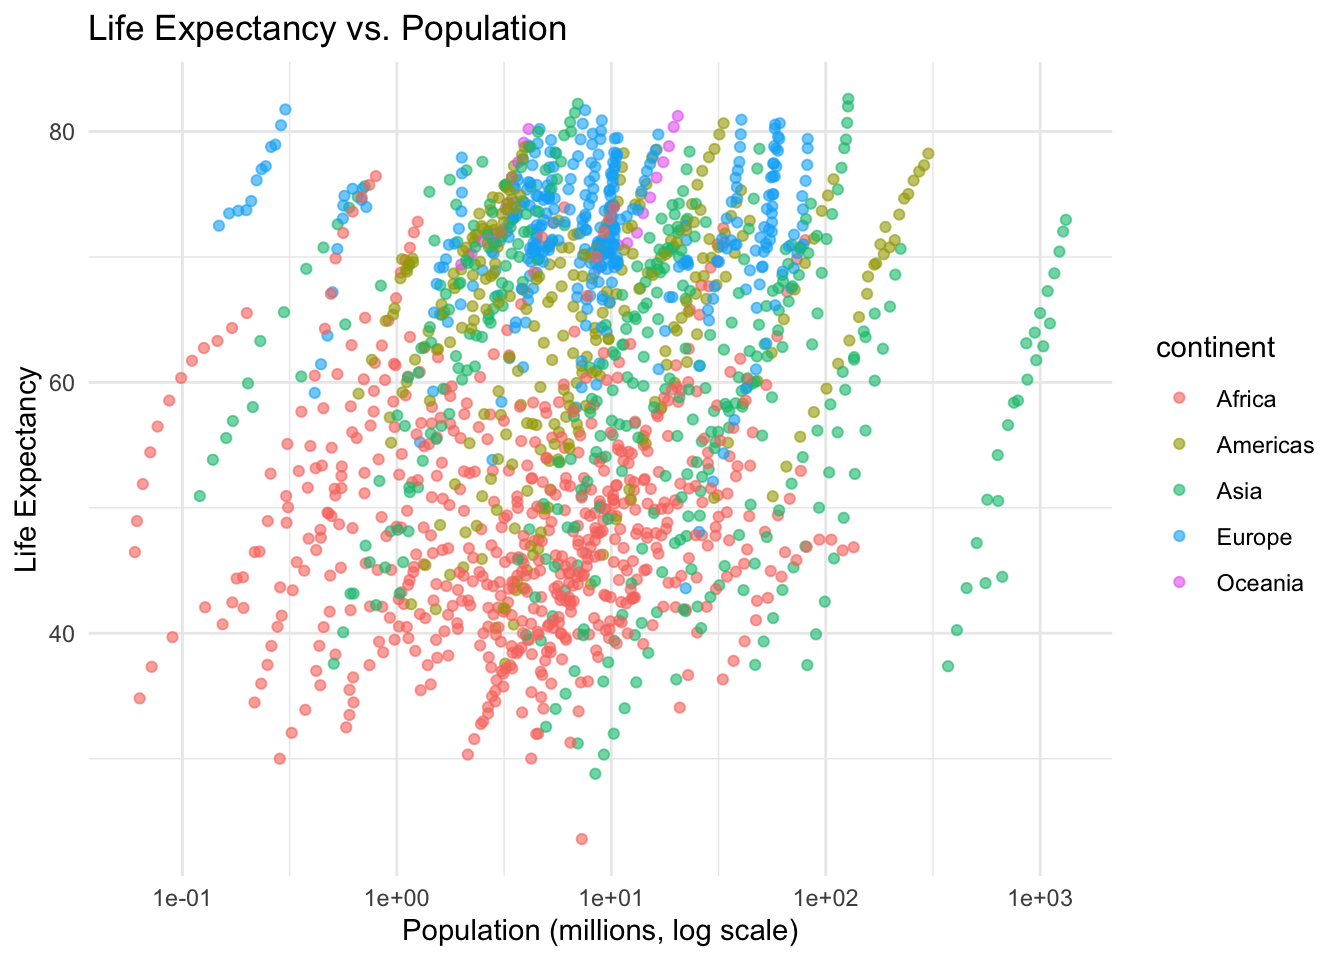 Life Expectancy vs. Population
80
60
40
Life Expectancy
1e-01
1e+00
1e+01
1e+02
1e+03
Population (millions, log scale)
continent
Africa
Americas
Asia
Europe
Oceania